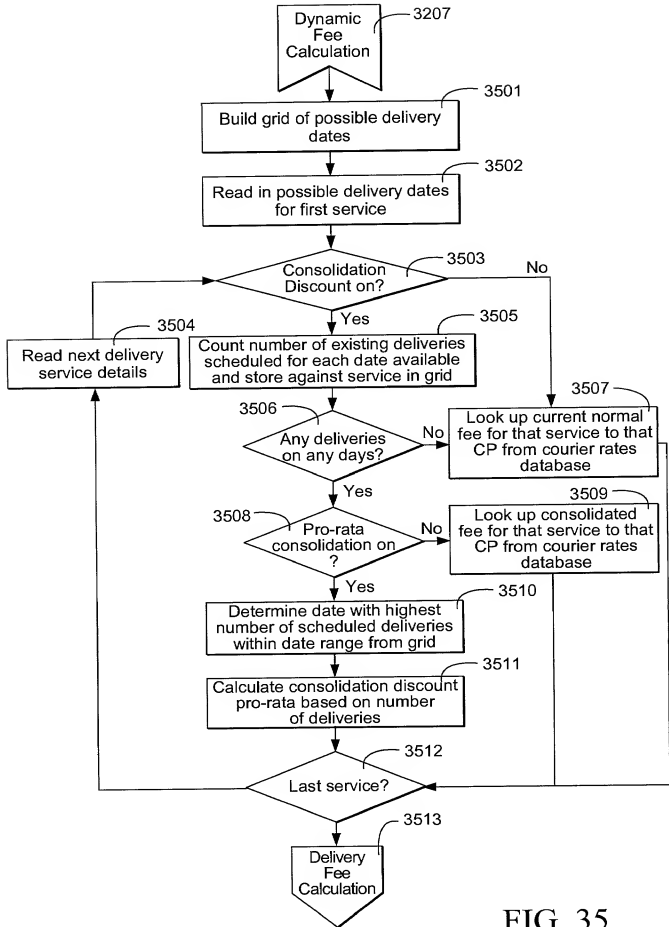 Dynamic
Fee
Calculation
3207
3501
Build grid of possible delivery
dates
3502
Read in possible delivery dates
for first service
3503
Consolidation
Discount on?
No
Yes
3504
Read next delivery
service details
3505
Count number of existing deliveries
scheduled for each date available
and store against service in grid
3506
Any deliveries
on any days?
No
Yes
3507
Look up current normal
fee for that service to that
CP from courier rates
database
3508
Pro-rata
consolidation on
?
No
Yes
3509
Look up consolidated
fee for that service to that
CP from courier rates
database
3510
Determine date with highest
number of scheduled deliveries
within date range from grid
3511
Calculate consolidation discount
pro-rata based on number
of deliveries
3512
Last service?
3513
Delivery
Fee
Calculation
FIG. 35